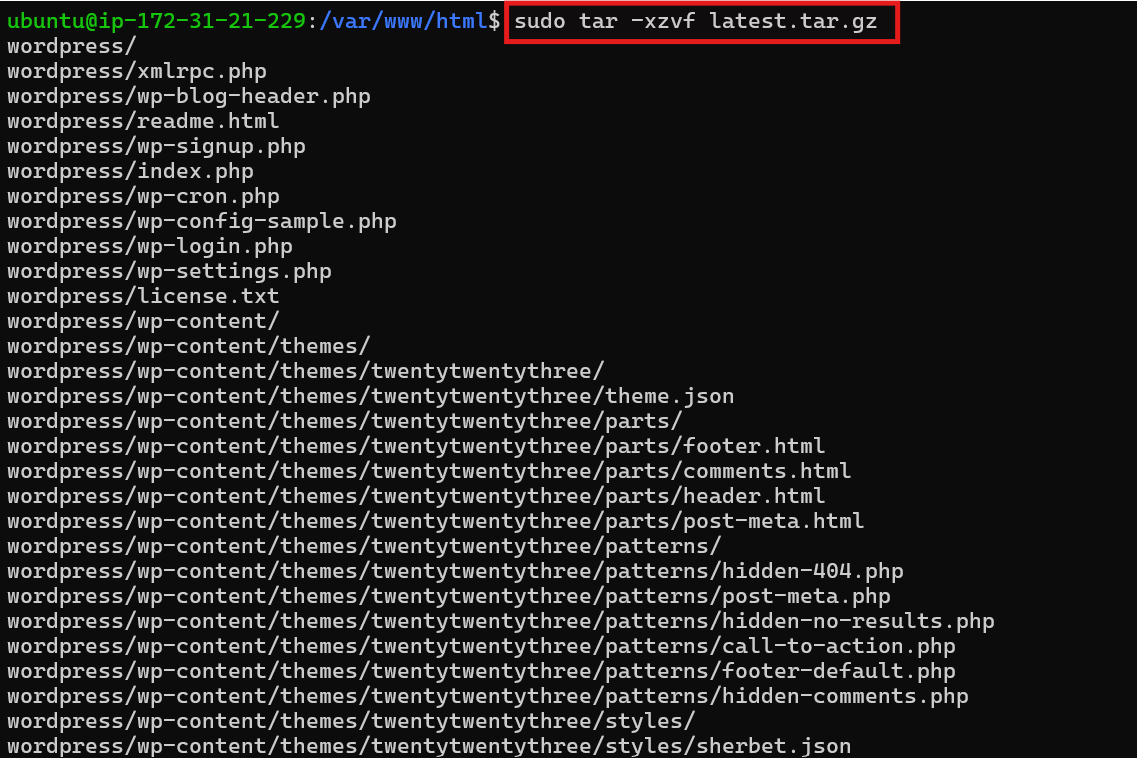 ubuntu@ip-172-31-21-229:/var/www/html$ sudo tar -xzvf latest.tar.gz
wordpress/
wordpress/xmlrpc.php
wordpress/wp-blog-header.php
wordpress/readme.html
wordpress/wp-signup.php
wordpress/index.php
wordpress/wp-cron.php
wordpress/wp-config-sample.php
wordpress/wp-login.php
wordpress/wp-settings.php
wordpress/license.txt
wordpress/wp-content/
wordpress/wp-content/themes/
wordpress/wp-content/themes/twentytwentythree/
wordpress/wp-content/themes/twentytwentythree/theme.json
wordpress/wp-content/themes/twentytwentythree/parts/
wordpress/wp-content/themes/twentytwentythree/parts/footer.html
wordpress/wp-content/themes/twentytwentythree/parts/comments.html
wordpress/wp-content/themes/twentytwentythree/parts/header.html
wordpress/wp-content/themes/twentytwentythree/parts/post-meta.html
wordpress/wp-content/themes/twentytwentythree/patterns/
wordpress/wp-content/themes/twentytwentythree/patterns/hidden-404.php
wordpress/wp-content/themes/twentytwentythree/patterns/post-meta.php
wordpress/wp-content/themes/twentytwentythree/patterns/hidden-no-results.php
wordpress/wp-content/themes/twentytwentythree/patterns/call-to-action.php
wordpress/wp-content/themes/twentytwentythree/patterns/footer-default.php
wordpress/wp-content/themes/twentytwentythree/patterns/hidden-comments.php
wordpress/wp-content/themes/twentytwentythree/styles/
wordpress/wp-content/themes/twentytwentythree/styles/sherbet.json